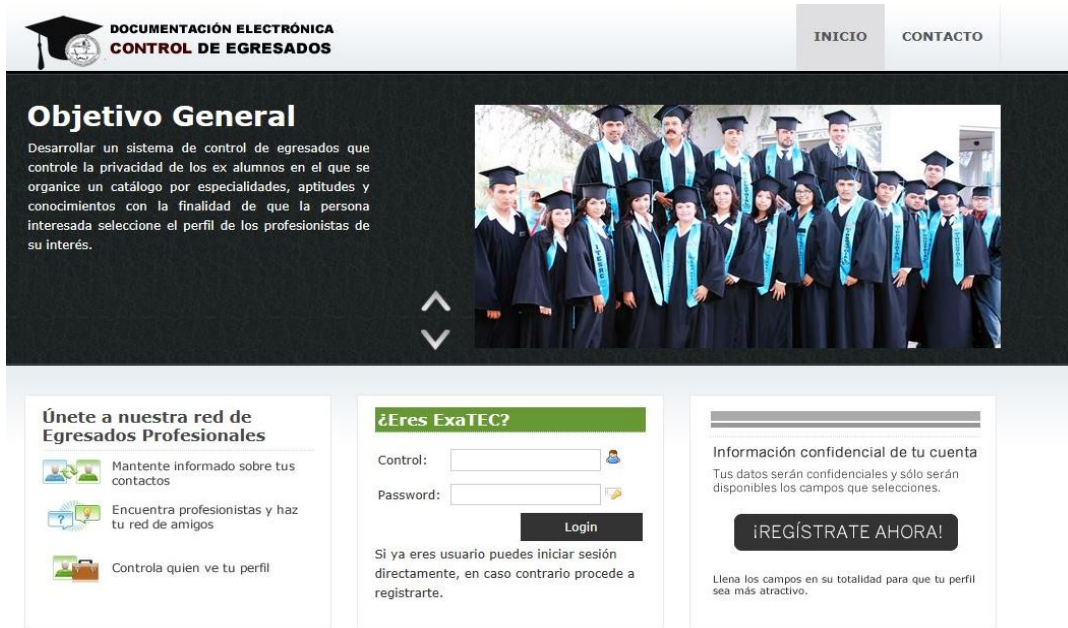 DOCUMENTACIÓN ELECTRÓNICA
CONTROL DE EGRESADOS
INICIO
CONTACTO
Objetivo General
Desarrollar un sistema de control de egresados que
controle la privacidad de los ex alumnos en el que se
organice un catálogo por especialidades, aptitudes y
conocimientos con la finalidad de que la persona
interesada seleccione el perfil de los profesionistas de
su interés.
Únete a nuestra red de
Egresados Profesionales
Mantente informado sobre tus
contactos
Encuentra profesionistas y haz
tu red de amigos
Controla quien ve tu perfil
¿Eres ExaTEC?
Control:
Password:
Login
Si ya eres usuario puedes iniciar sesión
directamente, en caso contrario procede a
registrarte.
Información confidencial de tu cuenta
Tus datos serán confidenciales y sólo serán
disponibles los campos que selecciones.
¡REGÍSTRATE AHORA!
Llena los campos en su totalidad para que tu perfil
sea más atractivo.